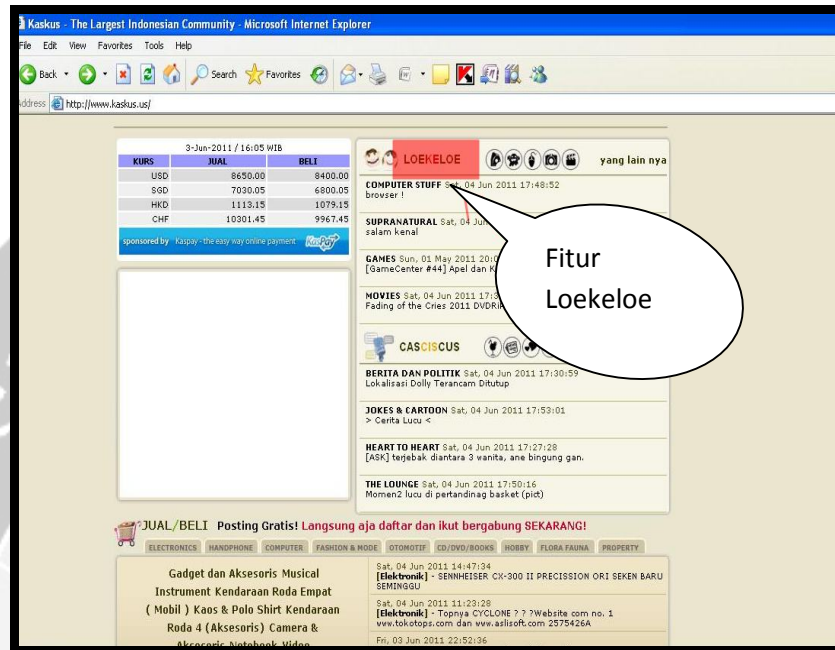 Kaskus - The Largest Indonesian Community - Microsoft Internet Explorer
File Edit View Favorites Tools Help
Back Search Favorites
Address http://www.kaskus.us/
3-Jun-2011 / 16:05 WIB
KURS JUAL BELI
USD 8650.00 8400.00
SGD 7030.05 6800.05
HKD 1113.15 1079.15
CHF 10301.45 9967.45
sponsored by Kaspay - the easy way online payment KasPay
LOEKELOE yang lain nya
COMPUTER STUFF Sat, 04 Jun 2011 17:48:52
browser !
SUPRANATURAL Sat, 04 Jun
salam kenal
GAMES Sun, 01 May 2011
[GameCenter #44] Apel dan
MOVIES Sat, 04 Jun 2011
Fading of the Cries 2011
Fitur
Loekeloe
CASCISCUS
BERITA DAN POLITIK Sat, 04 Jun 2011 17:30:59
Lokalisasi Dolly Terancam Ditutup
JOKES & CARTOON Sat, 04 Jun 2011 17:53:01
> Cerita Lucu <
HEART TO HEART Sat, 04 Jun 2011 17:27:28
[ASK] terjebak diantara 3 wanita, ane bingung gan.
THE LOUNGE Sat, 04 Jun 2011 17:50:16
Momen2 lucu di pertandinag basket (pict)
JUAL/BELI Posting Gratis! Langsung aja daftar dan ikut bergabung SEKARANG!
ELECTRONICS HANDPHONE COMPUTER FASHION & MODE OTOMOTIF CD/DVD/BOOKS HOBBY FLORA FAUNA PROPERTY
Gadget dan Aksesoris Musical
Instrument Kendaraan Roda Empat
( Mobil ) Kaos & Polo Shirt Kendaraan
Roda 4 (Aksesoris) Camera &
Aksesoris Notebook Video
Sat, 04 Jun 2011 14:47:34
[Elektronik] - SENNHEISER CX-300 II PRECISSION ORI SEKEN BARU
SEMINGGU
Sat, 04 Jun 2011 11:23:28
[Elektronik] - Topnya CYCLONE ? ? ?Website com no. 1
www.tokotops.com dan www.aslisoft.com 2575426A
Fri, 03 Jun 2011 22:52:36